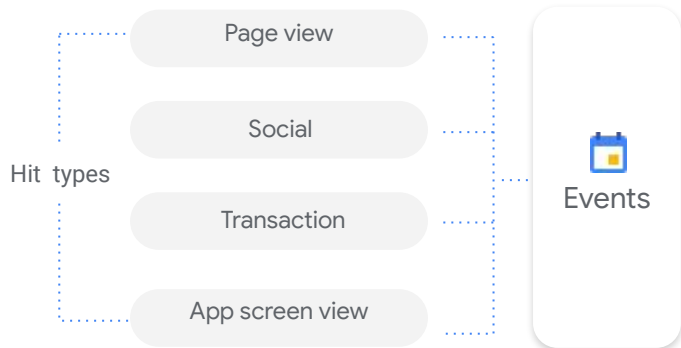 Page view
Social
Hit types
Transaction
App screen view
Events